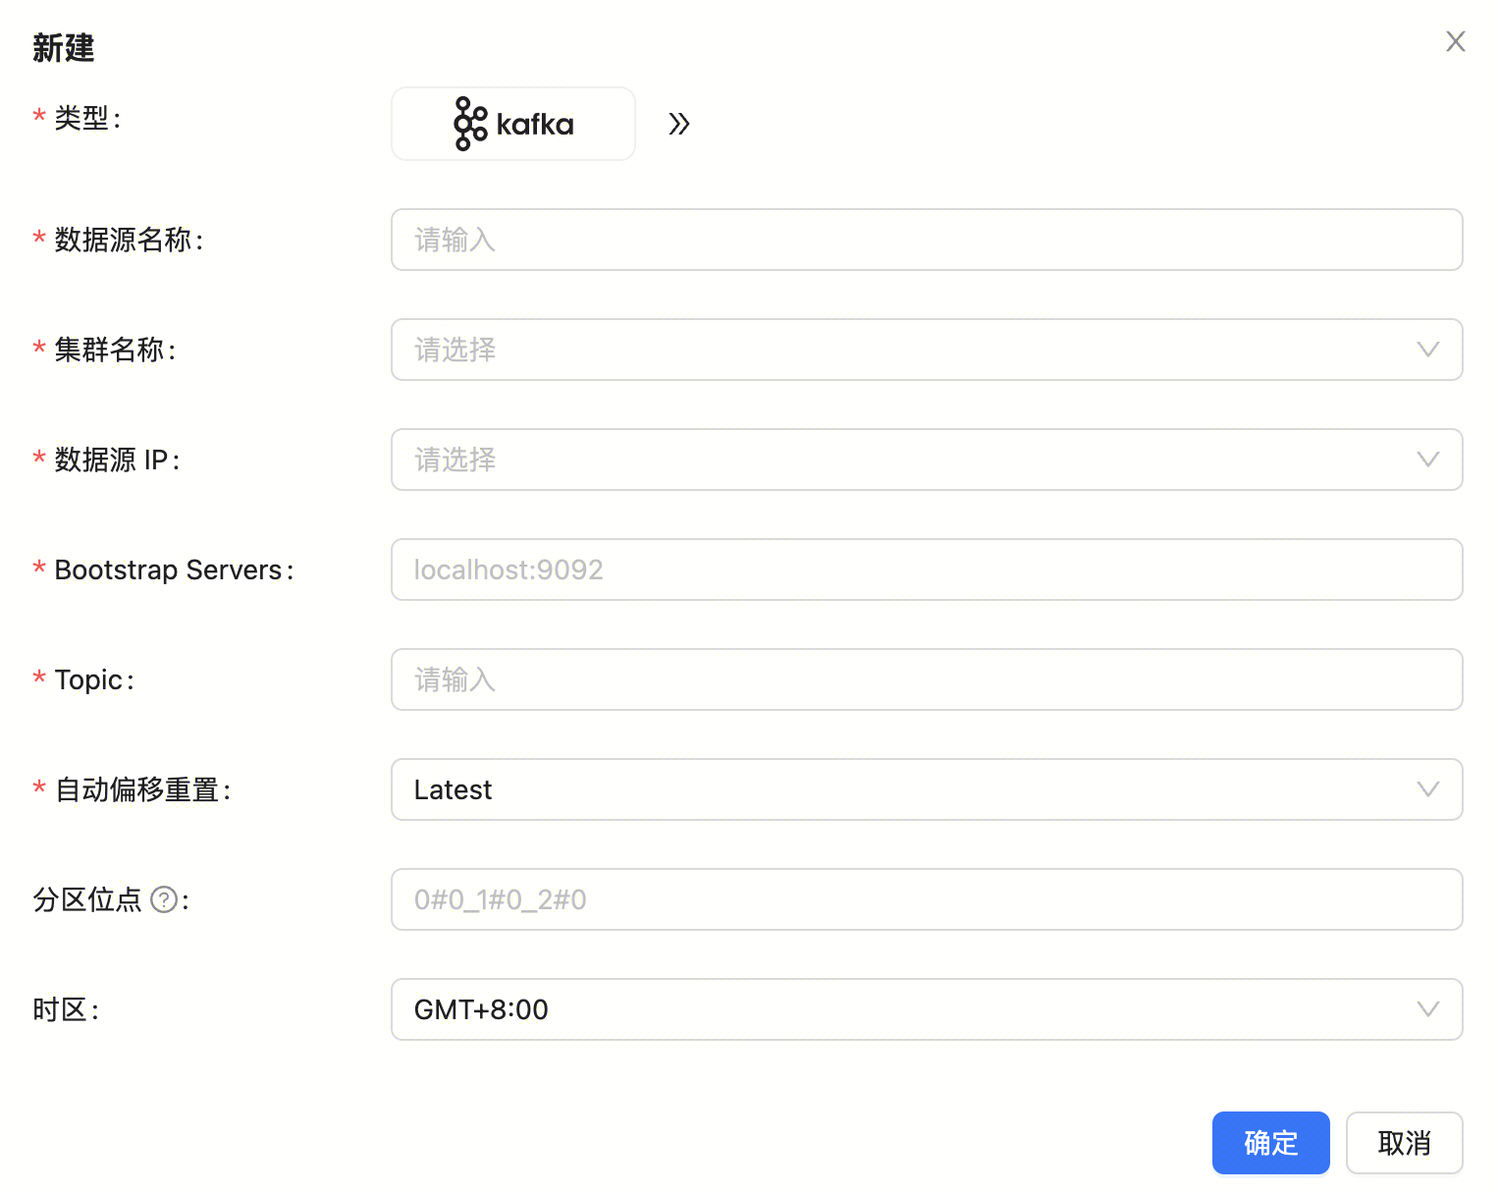 新建
* 类型:
kafka
* 数据源名称:
请输入
* 集群名称:
请选择
* 数据源 IP:
请选择
* Bootstrap Servers:
localhost:9092
* Topic:
请输入
* 自动偏移重置:
Latest
分区位点 ? :
0#0_1#0_2#0
时区:
GMT+8:00
确定 取消